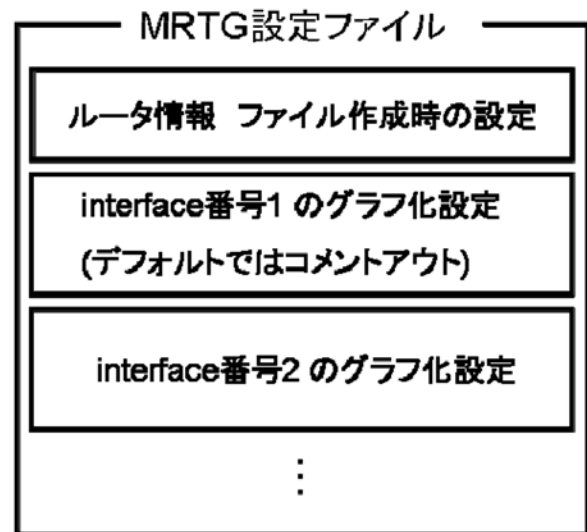 MRTG設定ファイル
ルータ情報 ファイル作成時の設定
interface番号1 のグラフ化設定
(デフォルトではコメントアウト)
interface番号2 のグラフ化設定
⋮